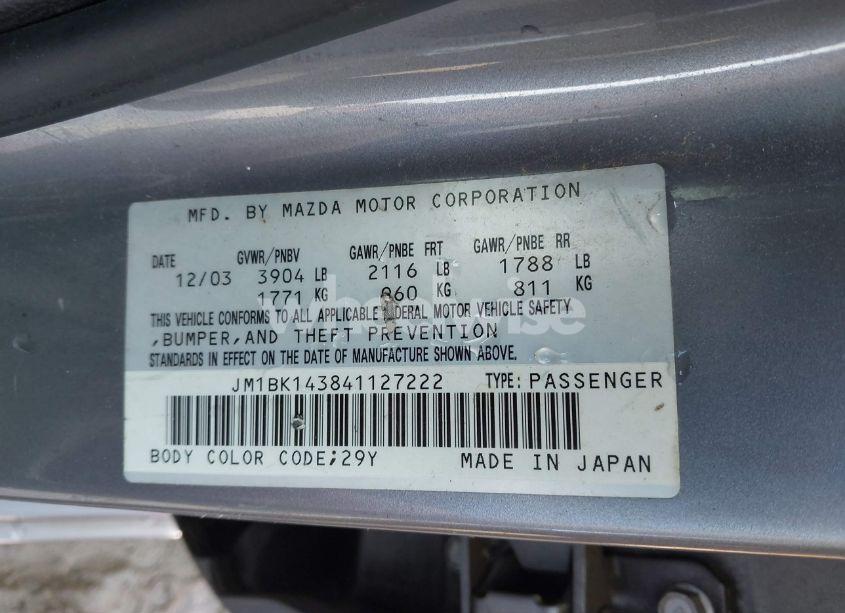 MFD. BY MAZDA MOTOR CORPORATION
DATE GVWR/PNBV GAWR/PNBE FRT GAWR/PNBE RR
12/03 3904 LB 2116 LB 1788 LB
1771 KG 960 KG 811 KG
THIS VEHICLE CONFORMS TO ALL APPLICABLE FEDERAL MOTOR VEHICLE SAFETY
,BUMPER,AND THEFT PREVENTION
STANDARDS IN EFFECT ON THE DATE OF MANUFACTURE SHOWN ABOVE.
JM1BK143841127222 TYPE: PASSENGER
BODY COLOR CODE;29Y MADE IN JAPAN